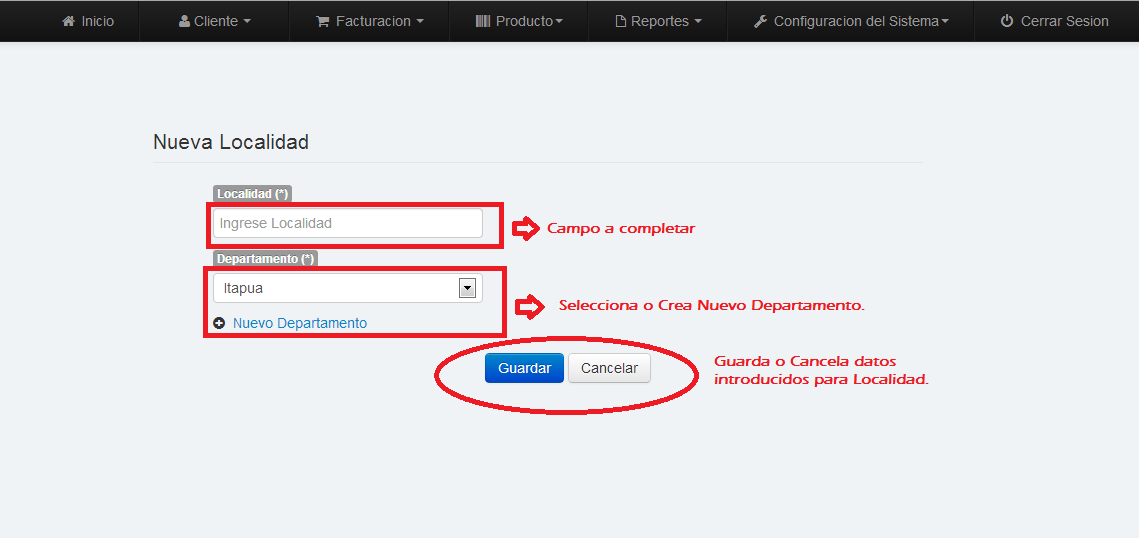 Inicio Cliente Facturacion Producto Reportes Configuracion del Sistema Cerrar Sesion
Nueva Localidad
Localidad (*)
Ingrese Localidad
Campo a completar
Departamento (*)
Itapua
Selecciona o Crea Nuevo Departamento.
Nuevo Departamento
Guardar Cancelar
Guarda o Cancela datos
introducidos para Localidad.